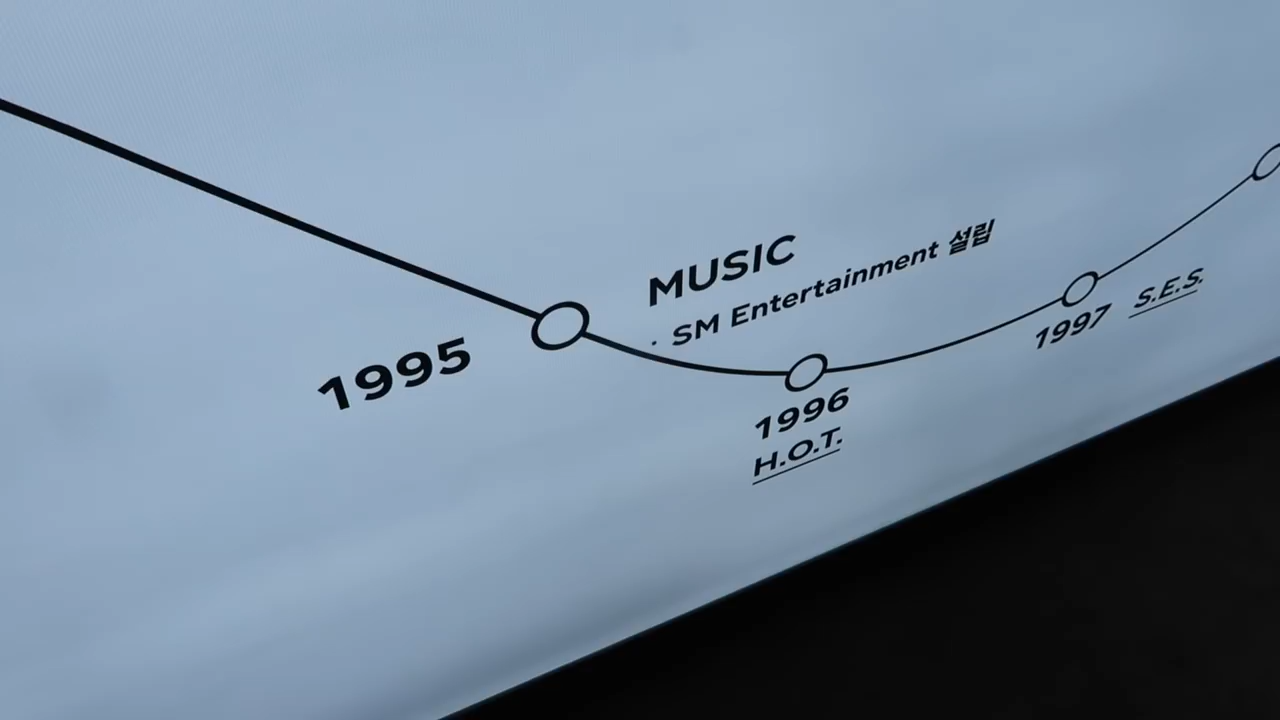 1995
MUSIC
· SM Entertainment 설립
1996
H.O.T.
1997
S.E.S.